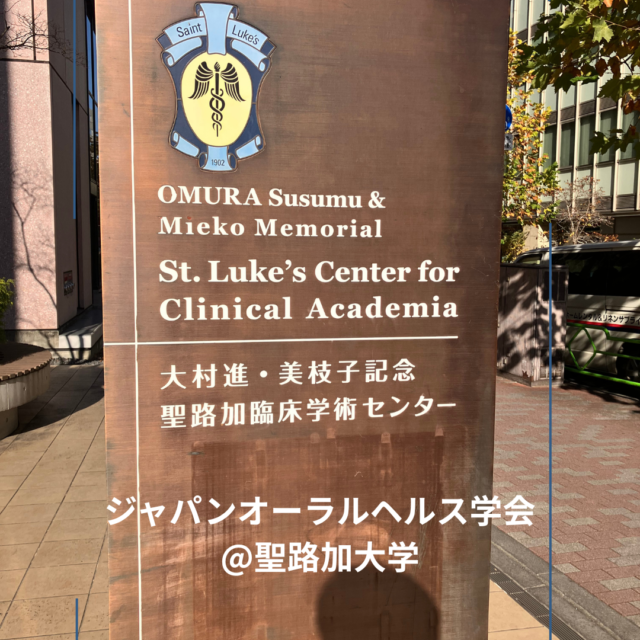 Saint Luke's
1902
OMURA Susumu &
Mieko Memorial
St. Luke's Center for
Clinical Academia
大村進・美枝子記念
聖路加臨床学術センター
ジャパンオーラルヘルス学会
@聖路加大学